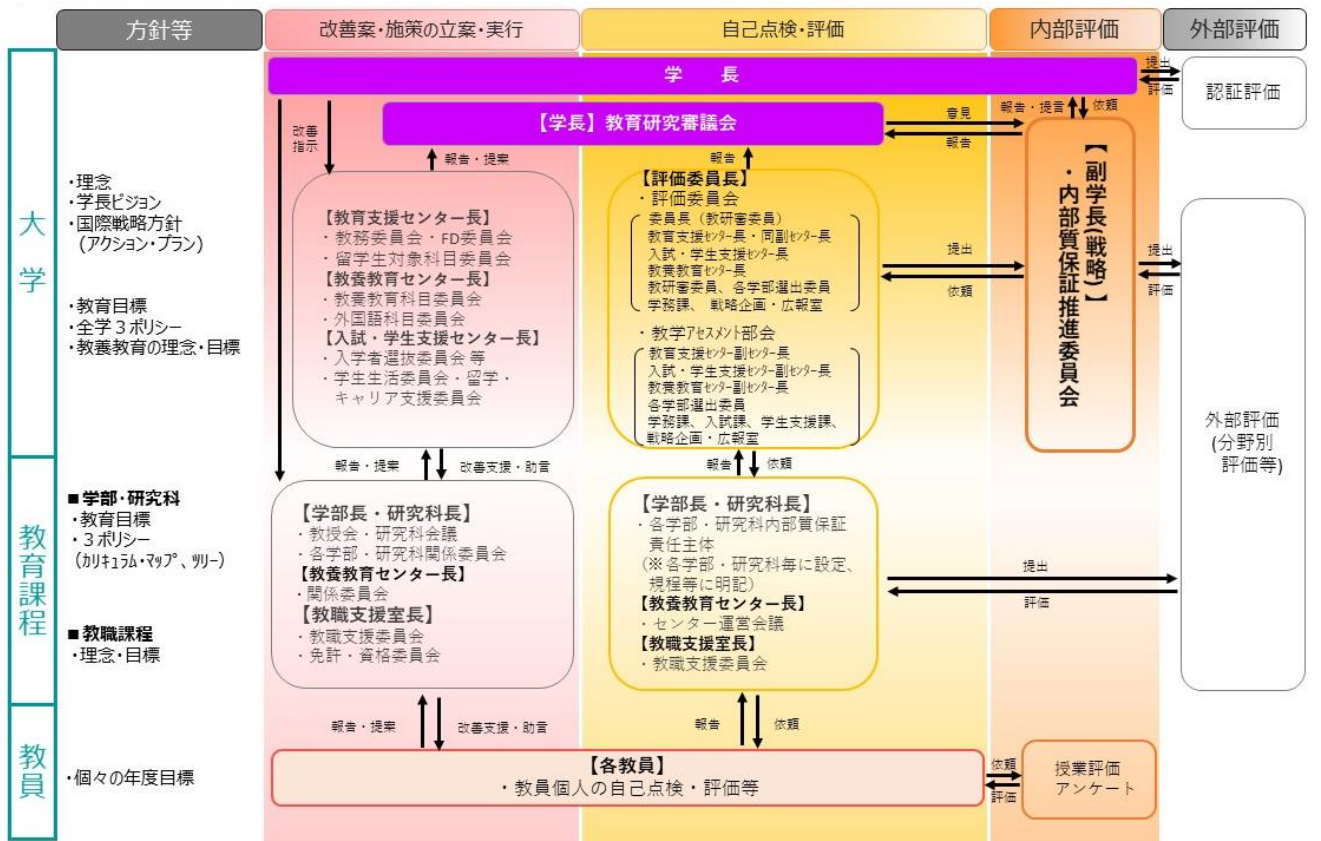 方針等
改善案・施策の立案・実行
自己点検・評価
内部評価
外部評価
大学
教育課程
教員
学 長
提出
評価
認証評価
【学長】教育研究審議会
意見
報告
報告・提言
依頼
改善
指示
報告・提案
報告
・理念
・学長ビジョン
・国際戦略方針
(アクション・プラン)
・教育目標
・全学３ポリシー
・教養教育の理念・目標
【教育支援センター長】
・教務委員会・FD委員会
・留学生対象科目委員会
【教養教育センター長】
・教養教育科目委員会
・外国語科目委員会
【入試・学生支援センター長】
・入学者選抜委員会 等
・学生生活委員会・留学・
キャリア支援委員会
【評価委員長】
・評価委員会
委員長（教研審委員）
教育支援ｾﾝﾀｰ長・同副ｾﾝﾀｰ長
入試・学生支援ｾﾝﾀｰ長
教養教育ｾﾝﾀｰ長
教研審委員、各学部選出委員
学務課、 戦略企画・広報室
・教学ｱｾｽﾒﾝﾄ部会
教育支援ｾﾝﾀｰ副ｾﾝﾀｰ長
入試・学生支援ｾﾝﾀｰ副ｾﾝﾀｰ長
教養教育ｾﾝﾀｰ副ｾﾝﾀｰ長
各学部選出委員
学務課、入試課、学生支援課、
戦略企画・広報室
提出
依頼
【副学長(戦略)】
・内部質保証推進委員会
提出
評価
外部評価
(分野別
評価等)
報告・提案
改善支援・助言
報告
依頼
■学部・研究科
・教育目標
・３ポリシー
(ｶﾘｷｭﾗﾑ・ﾏｯﾌﾟ、ﾂﾘｰ)
■教職課程
・理念・目標
【学部長・研究科長】
・教授会・研究科会議
・各学部・研究科関係委員会
【教養教育センター長】
・関係委員会
【教職支援室長】
・教職支援委員会
・免許・資格委員会
【学部長・研究科長】
・各学部・研究科内部質保証
責任主体
(※各学部・研究科毎に設定、
規程等に明記)
【教養教育センター長】
・センター運営会議
【教職支援室長】
・教職支援委員会
提出
評価
報告・提案
改善支援・助言
報告
依頼
・個々の年度目標
【各教員】
・教員個人の自己点検・評価等
依頼
評価
授業評価
アンケート